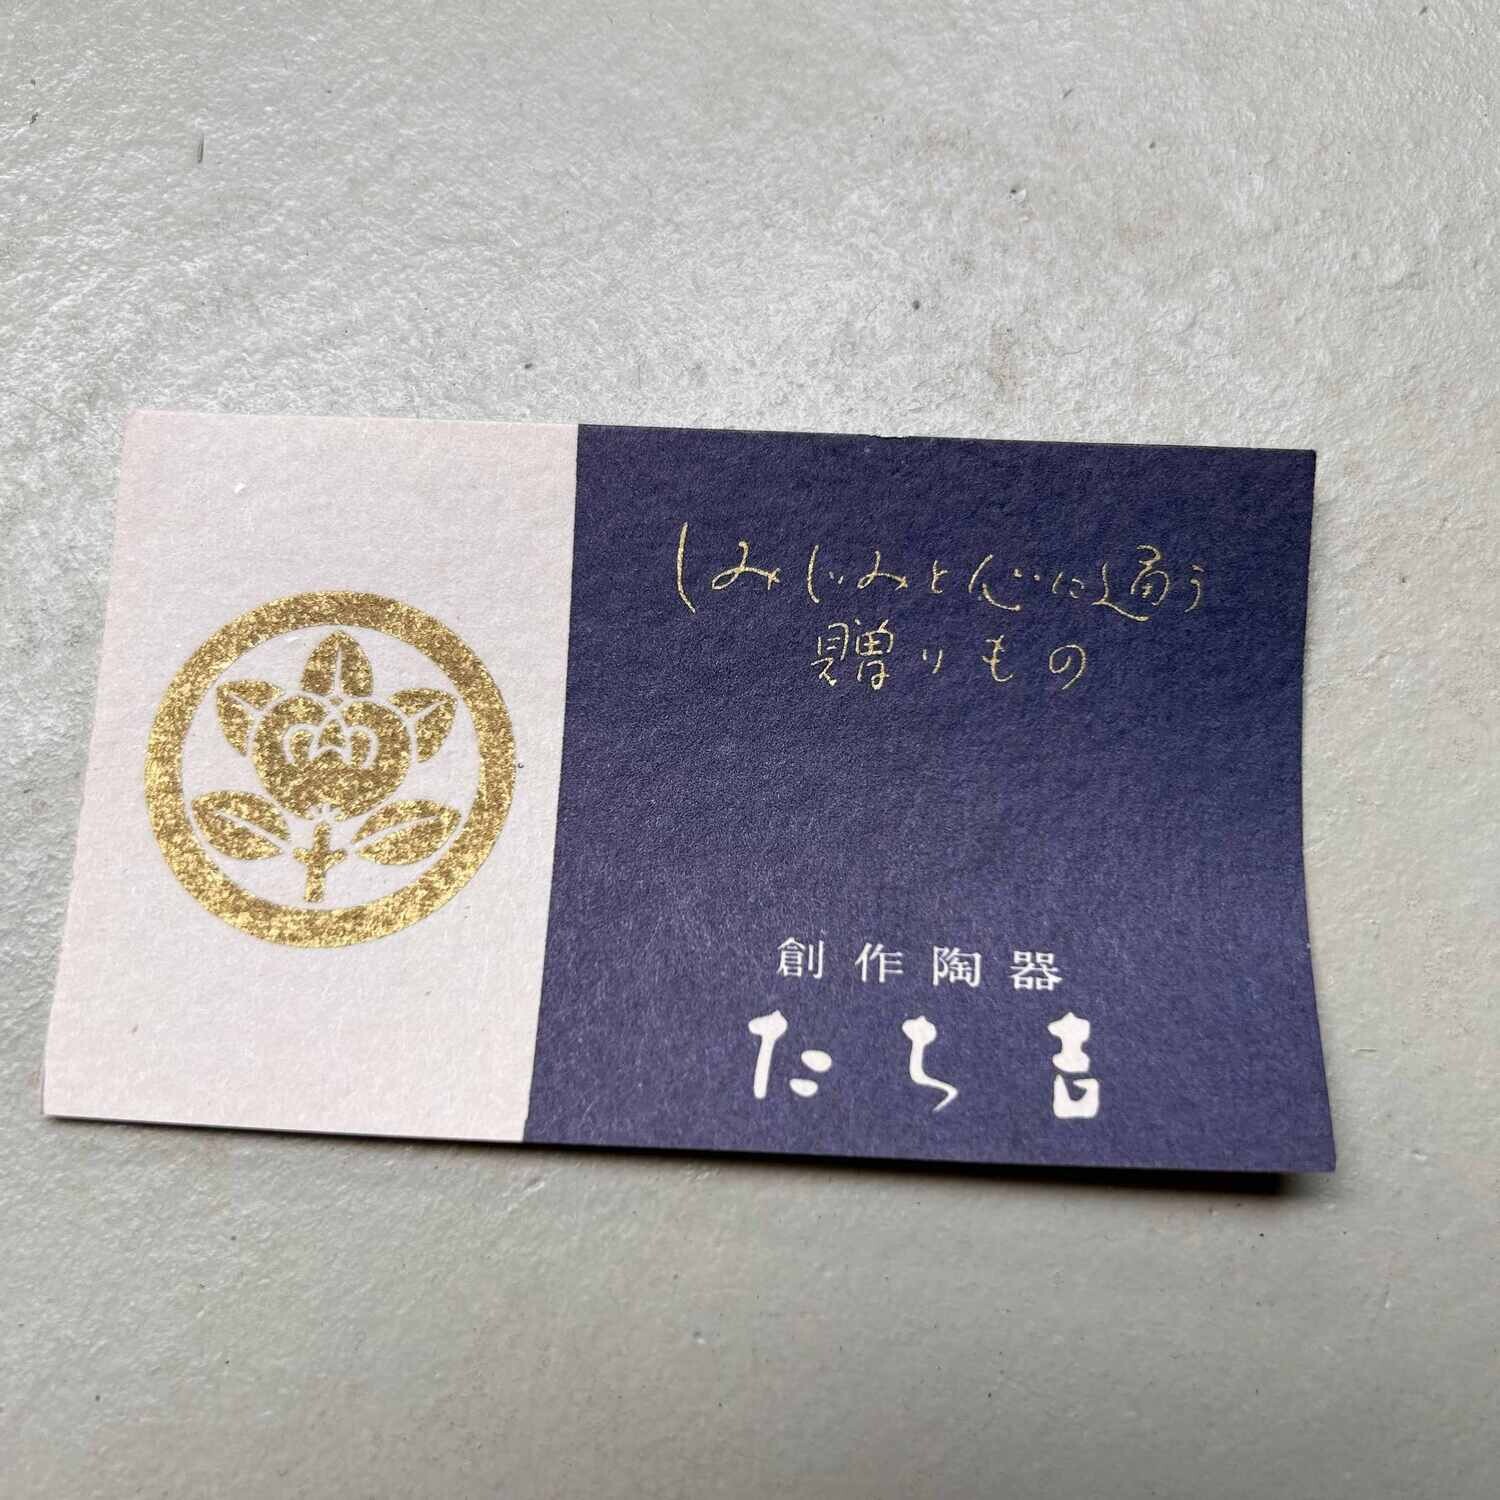 しみじみと心に通う
贈りもの
創作陶器
たち吉